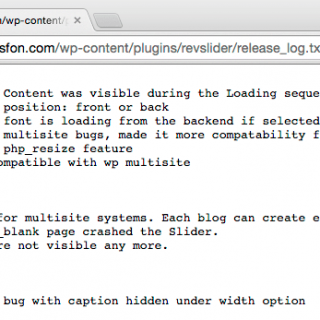 /wp-content/p
sfon.com/wp-content/plugins/revslider/release_log.tx
Content was visible during the Loading seque
position: front or back
font is loading from the backend if selected
multisite bugs, made it more compatability f
php_resize feature
ompatible with wp multisite
for multisite systems. Each blog can create e
_blank page crashed the Slider.
re not visible any more.
bug with caption hidden under width option